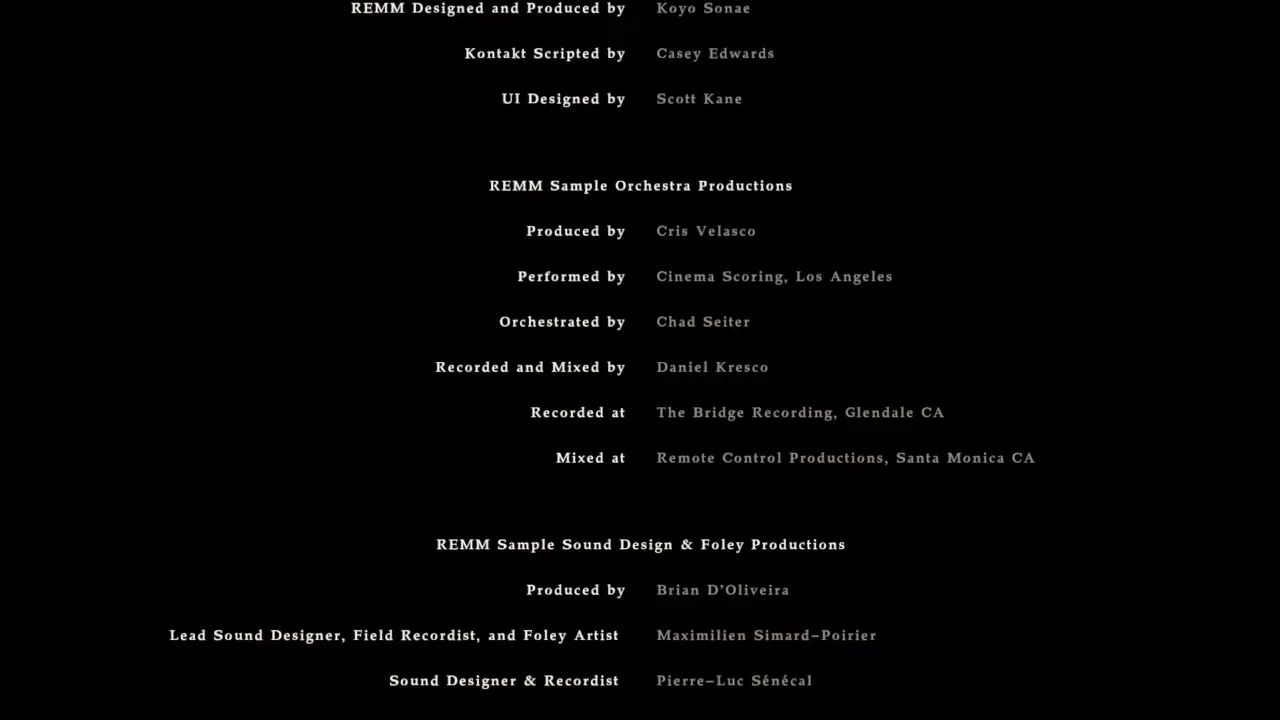 REMM Designed and Produced by Koyo Sonae
Kontakt Scripted by Casey Edwards
UI Designed by Scott Kane
REMM Sample Orchestra Productions
Produced by Cris Velasco
Performed by Cinema Scoring, Los Angeles
Orchestrated by Chad Seiter
Recorded and Mixed by Daniel Kresco
Recorded at The Bridge Recording, Glendale CA
Mixed at Remote Control Productions, Santa Monica CA
REMM Sample Sound Design & Foley Productions
Produced by Brian D'Oliveira
Lead Sound Designer, Field Recordist, and Foley Artist Maximilien Simard-Poirier
Sound Designer & Recordist Pierre-Luc Sénécal